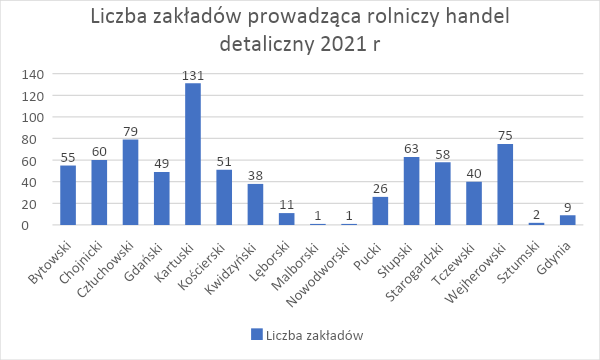 Liczba zakładów prowadząca rolniczy handel
detaliczny 2021 r
140
120
100
80
60
40
20
0
55
60
79
49
131
51
38
11
1
1
26
63
58
40
75
2
9
Bytowski
Chojnicki
Człuchowski
Gdański
Kartuski
Kościerski
Kwidzyński
Lęborski
Malborski
Nowodworski
Pucki
Słupski
Starogardzki
Tczewski
Wejherowski
Sztumski
Gdynia
Liczba zakładów